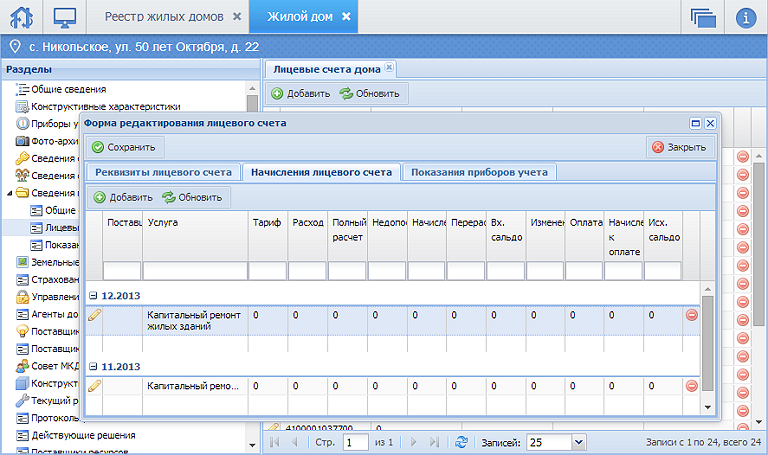 Реестр жилых домов
Жилой дом
с. Никольское, ул. 50 лет Октября, д. 22
Разделы
Общие сведения
Конструктивные характеристики
Приборы у
Фото-архи
Сведения
Сведения
Сведения
Общие
Лицевы
Показан
Земельные
Страхован
Управлени
Агенты до
Поставщик
Поставщик
Совет МКД
Конструкт
Текущий р
Протоколь
Действующие решения
Поставщики ресурсов
Лицевые счета дома
Добавить Обновить
Форма редактирования лицевого счета
Сохранить Закрыть
Реквизиты лицевого счета Начисления лицевого счета Показания приборов учета
Добавить Обновить
Поставщ Услуга Тариф Расход Полный расчет Недопос Начисле Перерас Вх. сальдо Изменен Оплата Начисле к оплате Исх. сальдо
12.2013
Капитальный ремонт жилых зданий 0 0 0 0 0 0 0 0 0 0 0
11.2013
Капитальный ремо... 0 0 0 0 0 0 0 0 0 0 0
4100001037700 0
Стр. 1 из 1 Записей: 25 Записи с 1 по 24, всего 24